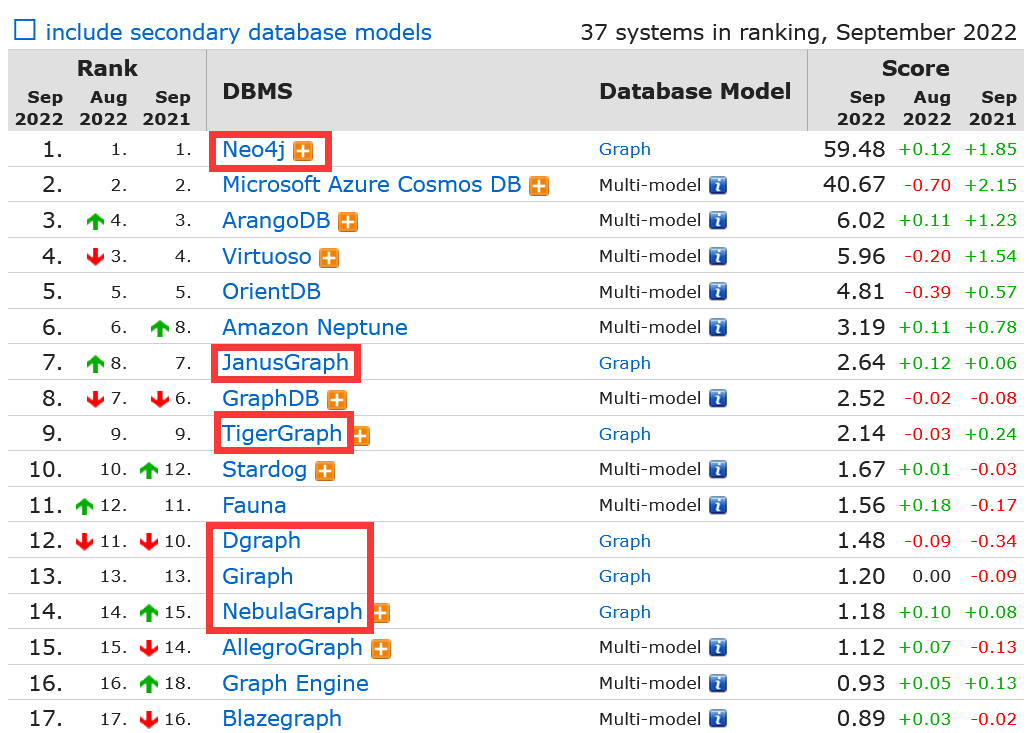 include secondary database models 37 systems in ranking, September 2022
Rank DBMS Database Model Score
Sep Aug Sep Sep Aug Sep
2022 2022 2021 2022 2022 2021
1. 1. 1. Neo4j Graph 59.48 +0.12 +1.85
2. 2. 2. Microsoft Azure Cosmos DB Multi-model 40.67 -0.70 +2.15
3. 4. 3. ArangoDB Multi-model 6.02 +0.11 +1.23
4. 3. 4. Virtuoso Multi-model 5.96 -0.20 +1.54
5. 5. 5. OrientDB Multi-model 4.81 -0.39 +0.57
6. 6. 8. Amazon Neptune Multi-model 3.19 +0.11 +0.78
7. 8. 7. JanusGraph Graph 2.64 +0.12 +0.06
8. 7. 6. GraphDB Multi-model 2.52 -0.02 -0.08
9. 9. 9. TigerGraph Graph 2.14 -0.03 +0.24
10. 10. 12. Stardog Multi-model 1.67 +0.01 -0.03
11. 12. 11. Fauna Multi-model 1.56 +0.18 -0.17
12. 11. 10. Dgraph Graph 1.48 -0.09 -0.34
13. 13. 13. Giraph Graph 1.20 0.00 -0.09
14. 14. 15. NebulaGraph Graph 1.18 +0.10 +0.08
15. 15. 14. AllegroGraph Multi-model 1.12 +0.07 -0.13
16. 16. 18. Graph Engine Multi-model 0.93 +0.05 +0.13
17. 17. 16. Blazegraph Multi-model 0.89 +0.03 -0.02